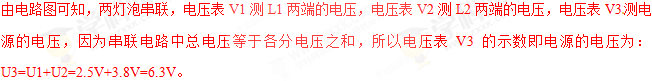 由电路图可知，两灯泡串联，电压表 V1 测 L1 两端的电压，电压表 V2 测 L2 两端的电压，电压表 V3 测电
源的电压，因为串联电路中总电压等于各分电压之和，所以电压表 V3 的示数即电源的电压为：
U3=U1+U2=2.5V+3.8V=6.3V。